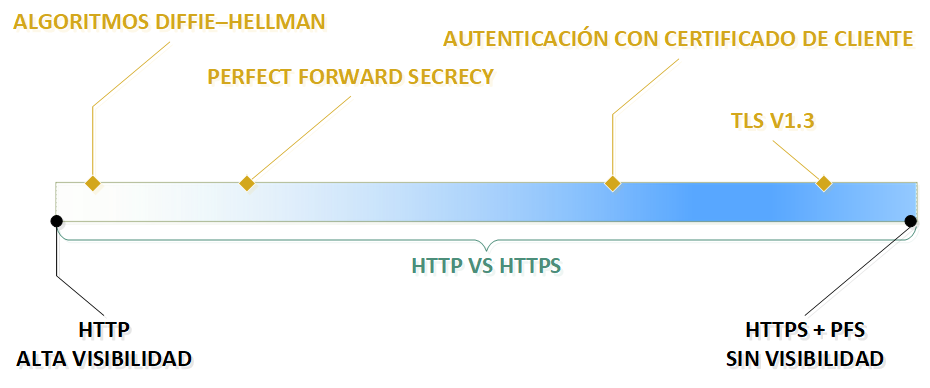 ALGORITMOS DIFFIE–HELLMAN
AUTENTICACIÓN CON CERTIFICADO DE CLIENTE
PERFECT FORWARD SECRECY
TLS V1.3
HTTP VS HTTPS
HTTP
ALTA VISIBILIDAD
HTTPS + PFS
SIN VISIBILIDAD